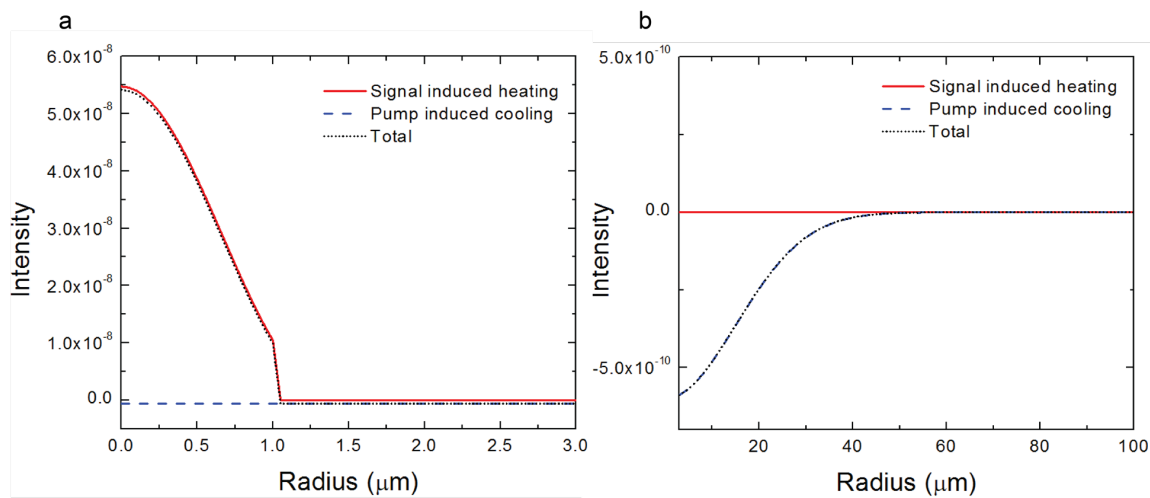 a
6.0x10⁻⁸
5.0x10⁻⁸
4.0x10⁻⁸
3.0x10⁻⁸
2.0x10⁻⁸
1.0x10⁻⁸
0.0
Intensity
Signal induced heating
Pump induced cooling
Total
0.0 0.5 1.0 1.5 2.0 2.5 3.0
Radius (μm)
b
5.0x10⁻¹⁰
0.0
-5.0x10⁻¹⁰
Intensity
Signal induced heating
Pump induced cooling
Total
20 40 60 80 100
Radius (μm)